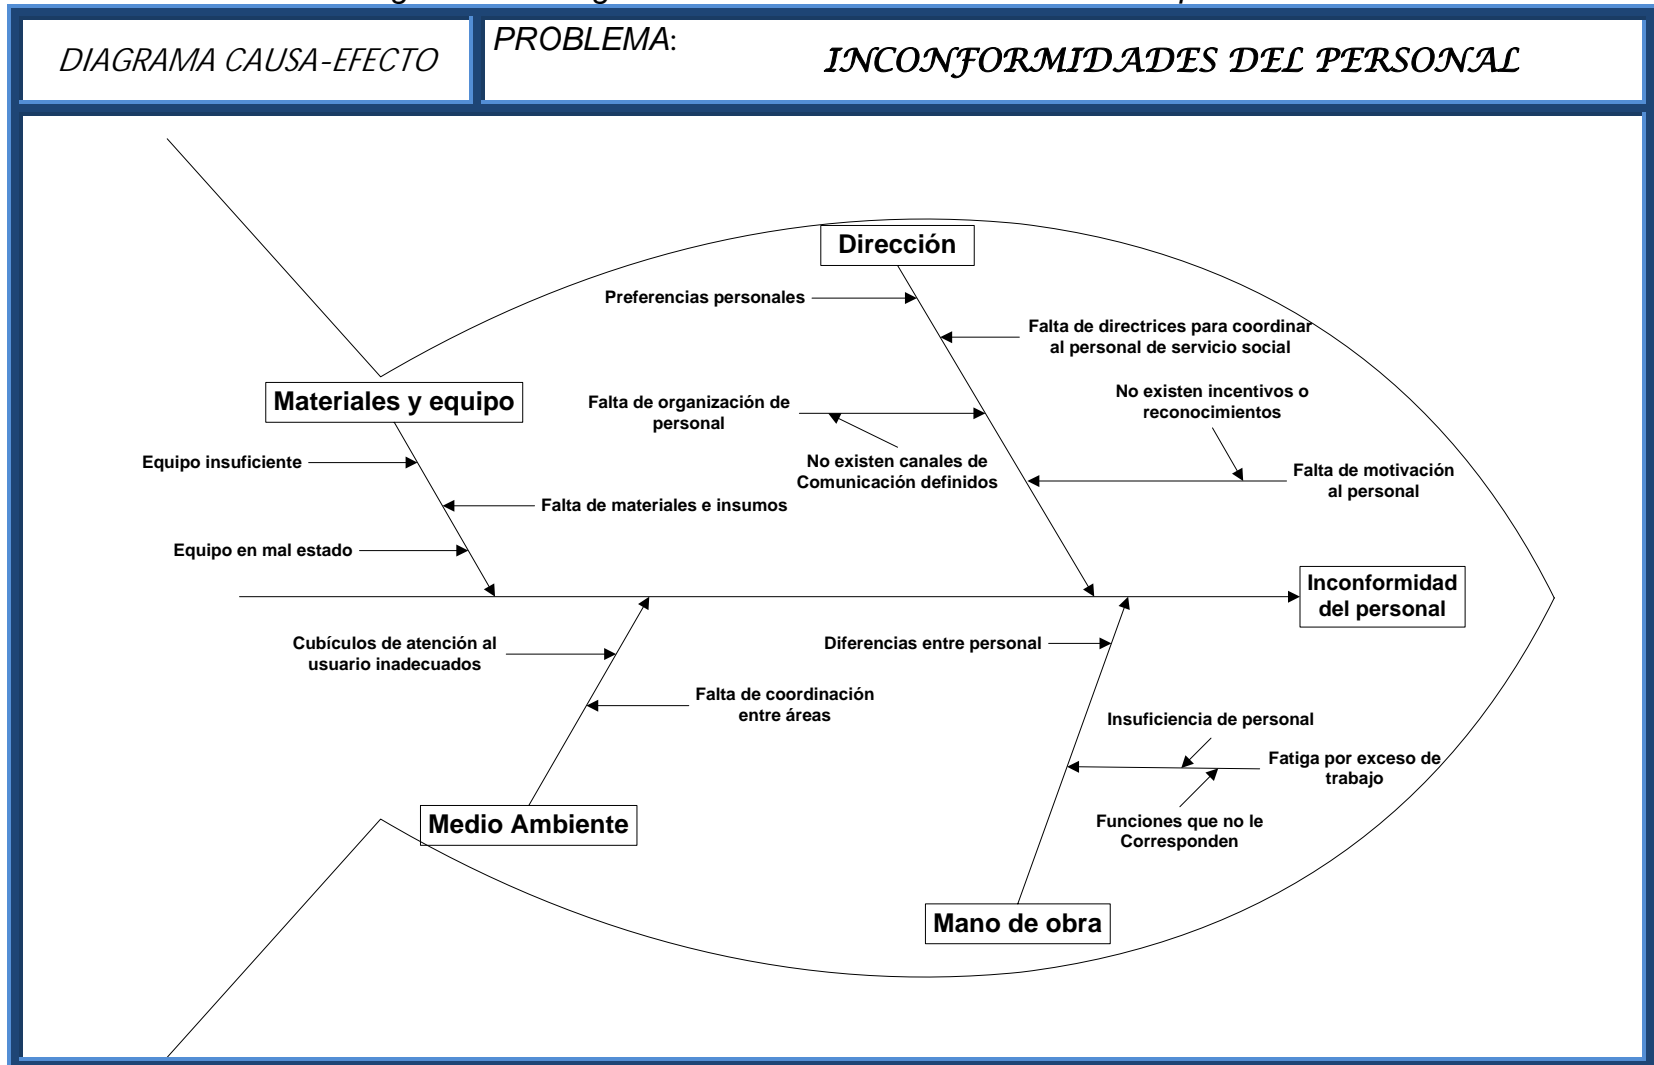 DIAGRAMA CAUSA-EFECTO
PROBLEMA:
INCONFORMIDADES DEL PERSONAL
Dirección
Preferencias personales
Falta de directrices para coordinar
al personal de servicio social
Materiales y equipo
Falta de organización de
personal
No existen incentivos o
reconocimientos
No existen canales de
Comunicación definidos
Falta de motivación
al personal
Equipo insuficiente
Falta de materiales e insumos
Equipo en mal estado
Inconformidad
del personal
Cubículos de atención al
usuario inadecuados
Diferencias entre personal
Falta de coordinación
entre áreas
Insuficiencia de personal
Fatiga por exceso de
trabajo
Funciones que no le
Corresponden
Medio Ambiente
Mano de obra